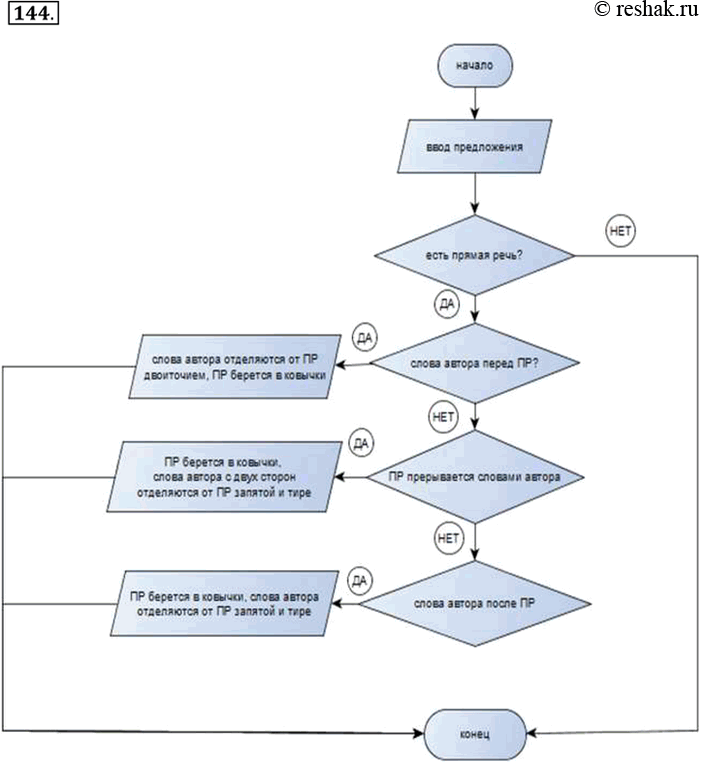 144.
© reshak.ru
начало
ввод предложения
есть прямая речь?
НЕТ
ДА
слова автора перед ПР?
ДА
слова автора отделяются от ПР
двоиточием, ПР берется в ковычки
НЕТ
ПР прерывается словами автора
ДА
ПР берется в ковычки,
слова автора с двух сторон
отделяются от ПР запятой и тире
НЕТ
слова автора после ПР
ДА
ПР берется в ковычки, слова автора
отделяются от ПР запятой и тире
конец